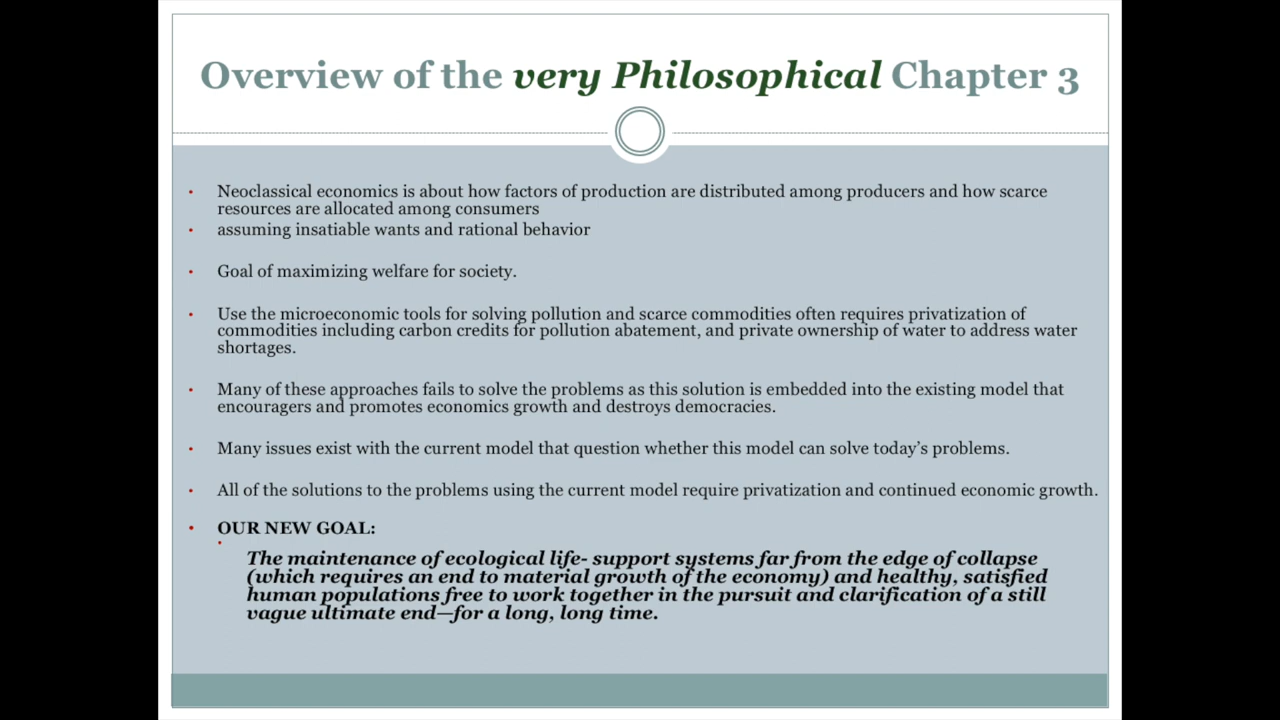 Overview of the very Philosophical Chapter 3
• Neoclassical economics is about how factors of production are distributed among producers and how scarce
resources are allocated among consumers
• assuming insatiable wants and rational behavior
• Goal of maximizing welfare for society.
• Use the microeconomic tools for solving pollution and scarce commodities often requires privatization of
commodities including carbon credits for pollution abatement, and private ownership of water to address water
shortages.
• Many of these approaches fails to solve the problems as this solution is embedded into the existing model that
encouragers and promotes economics growth and destroys democracies.
• Many issues exist with the current model that question whether this model can solve today’s problems.
• All of the solutions to the problems using the current model require privatization and continued economic growth.
• OUR NEW GOAL:
• The maintenance of ecological life- support systems far from the edge of collapse
(which requires an end to material growth of the economy) and healthy, satisfied
human populations free to work together in the pursuit and clarification of a still
vague ultimate end—for a long, long time.